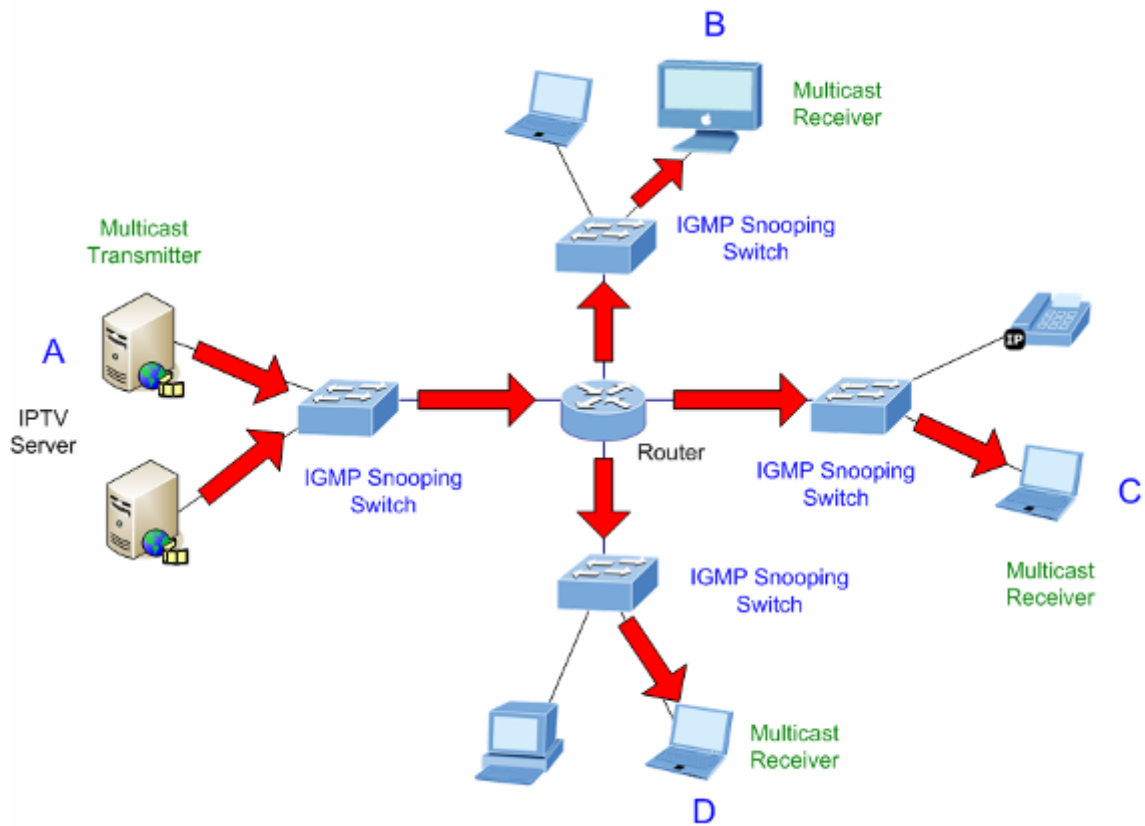 B
Multicast
Receiver
IGMP Snooping
Switch
Multicast
Transmitter
A
IPTV
Server
IGMP Snooping
Switch
Router
IP
IGMP Snooping
Switch
C
Multicast
Receiver
IGMP Snooping
Switch
Multicast
Receiver
D